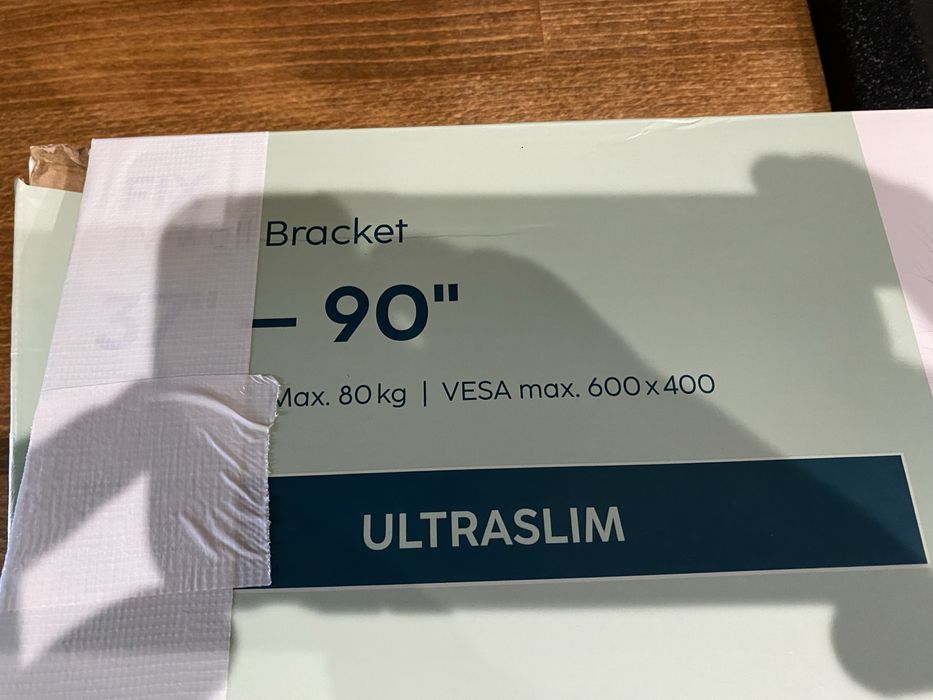 Bracket
– 90"
Max. 80 kg | VESA max. 600 x 400
ULTRASLIM